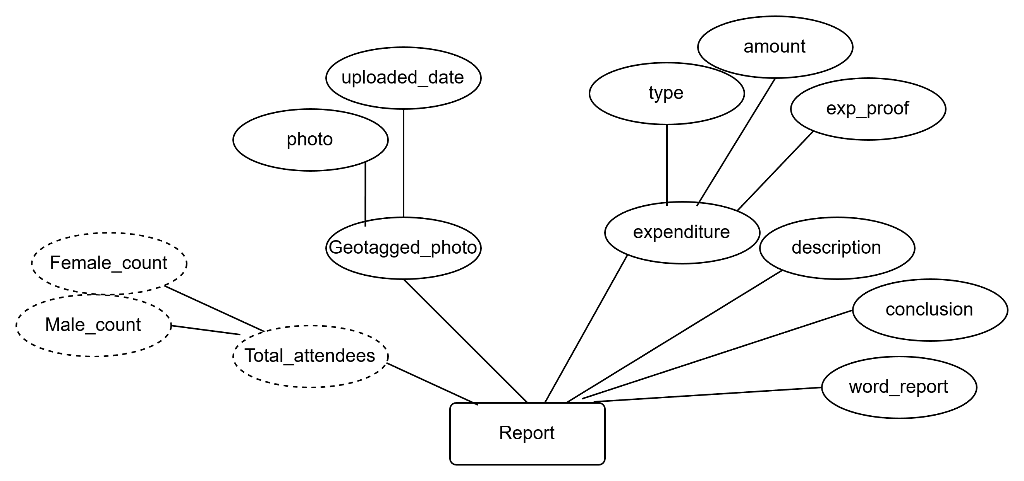 amount
uploaded_date
type
exp_proof
photo
expenditure
Geotagged_photo
description
Female_count
conclusion
Male_count
Total_attendees
word_report
Report